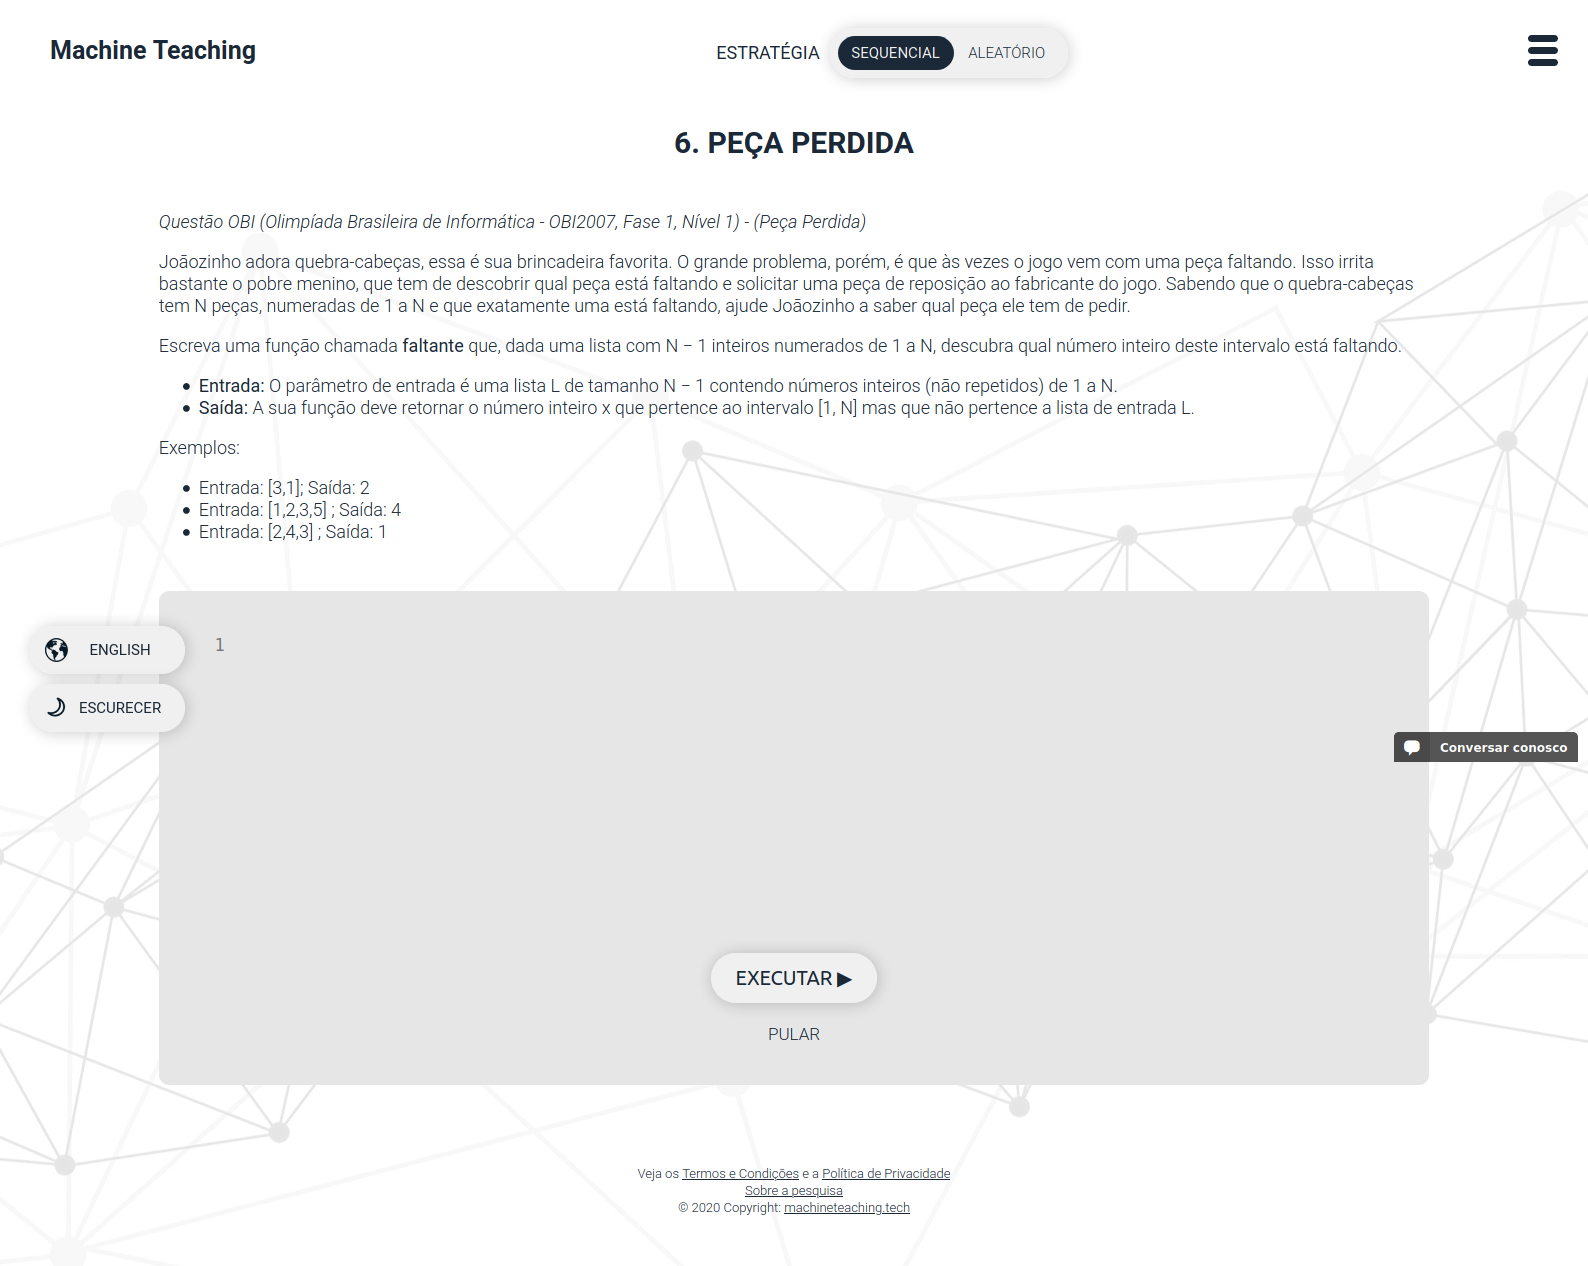 Machine Teaching
ESTRATÉGIA SEQUENCIAL ALEATÓRIO
6. PEÇA PERDIDA
Questão OBI (Olimpíada Brasileira de Informática - OBI2007, Fase 1, Nível 1) - (Peça Perdida)
Joãozinho adora quebra-cabeças, essa é sua brincadeira favorita. O grande problema, porém, é que às vezes o jogo vem com uma peça faltando. Isso irrita
bastante o pobre menino, que tem de descobrir qual peça está faltando e solicitar uma peça de reposição ao fabricante do jogo. Sabendo que o quebra-cabeças
tem N peças, numeradas de 1 a N e que exatamente uma está faltando, ajude Joãozinho a saber qual peça ele tem de pedir.
Escreva uma função chamada faltante que, dada uma lista com N − 1 inteiros numerados de 1 a N, descubra qual número inteiro deste intervalo está faltando.
• Entrada: O parâmetro de entrada é uma lista L de tamanho N − 1 contendo números inteiros (não repetidos) de 1 a N.
• Saída: A sua função deve retornar o número inteiro x que pertence ao intervalo [1, N] mas que não pertence a lista de entrada L.
Exemplos:
• Entrada: [3,1]; Saída: 2
• Entrada: [1,2,3,5] ; Saída: 4
• Entrada: [2,4,3] ; Saída: 1
1
ENGLISH
ESCURECER
Conversar conosco
EXECUTAR ▶
PULAR
Veja os Termos e Condições e a Política de Privacidade
Sobre a pesquisa
© 2020 Copyright: machineteaching.tech